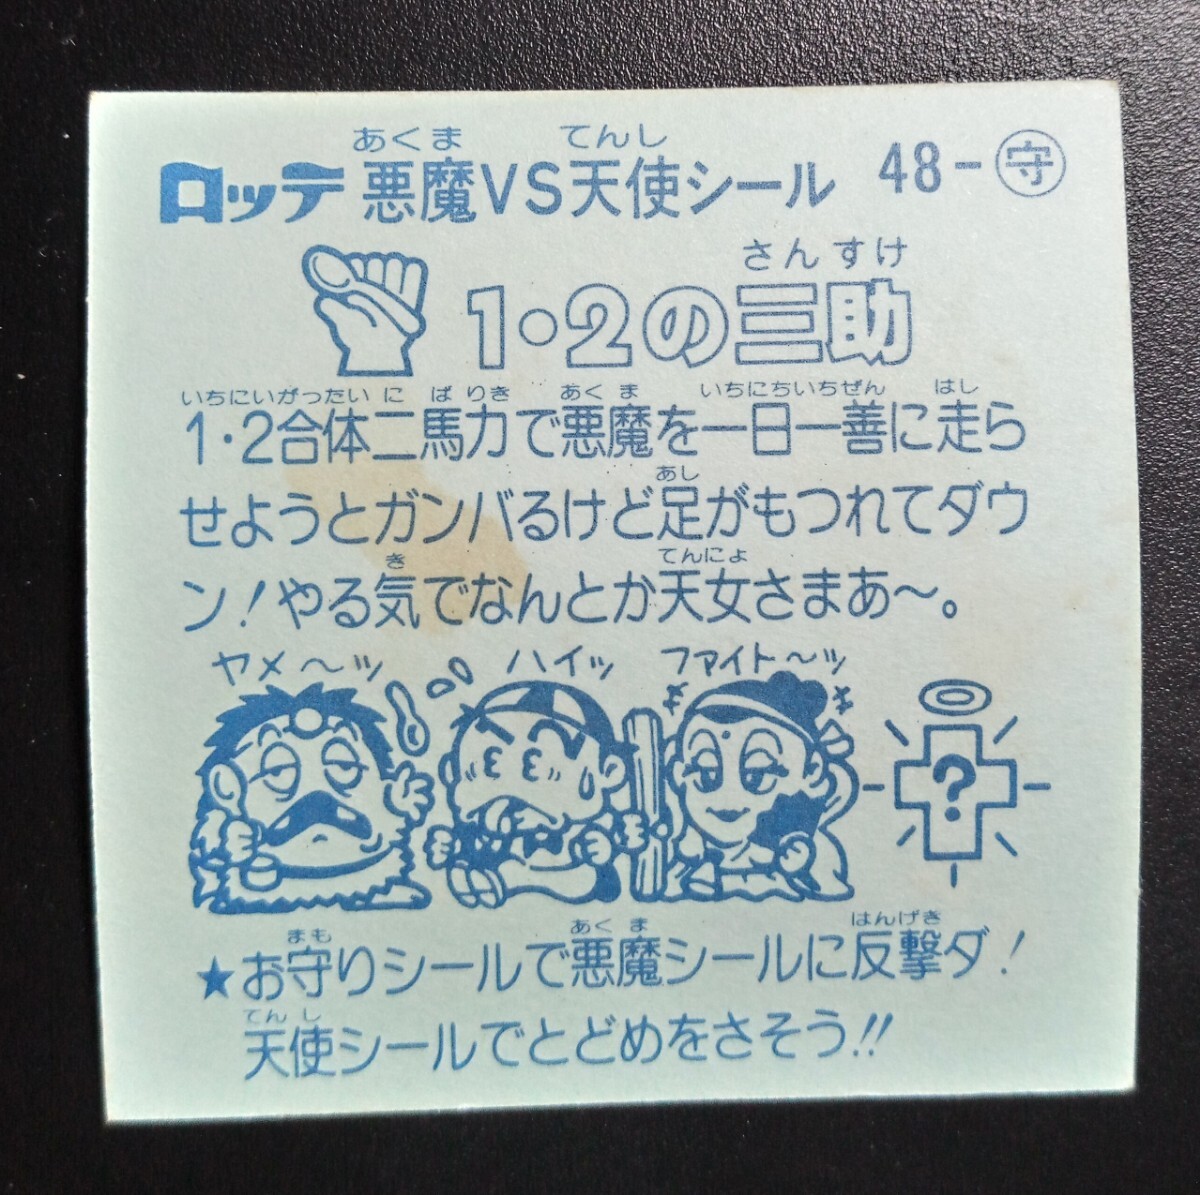 あくま てんし
ロッテ 悪魔VS天使シール 48-守
さんすけ
1・2の三助
いちにいがったい に ばりき あくま いちにちいちぜん はし
1・2合体二馬力で悪魔を一日一善に走ら
あし
せようとガンバるけど足がもつれてダウ
き てんにょ
ン!やる気でなんとか天女さまあ〜。
ヤメ〜ッ ハイッ ファイト〜ッ
?
まも あくま はんげき
★お守りシールで悪魔シールに反撃ダ!
てんし
天使シールでとどめをさそう!!